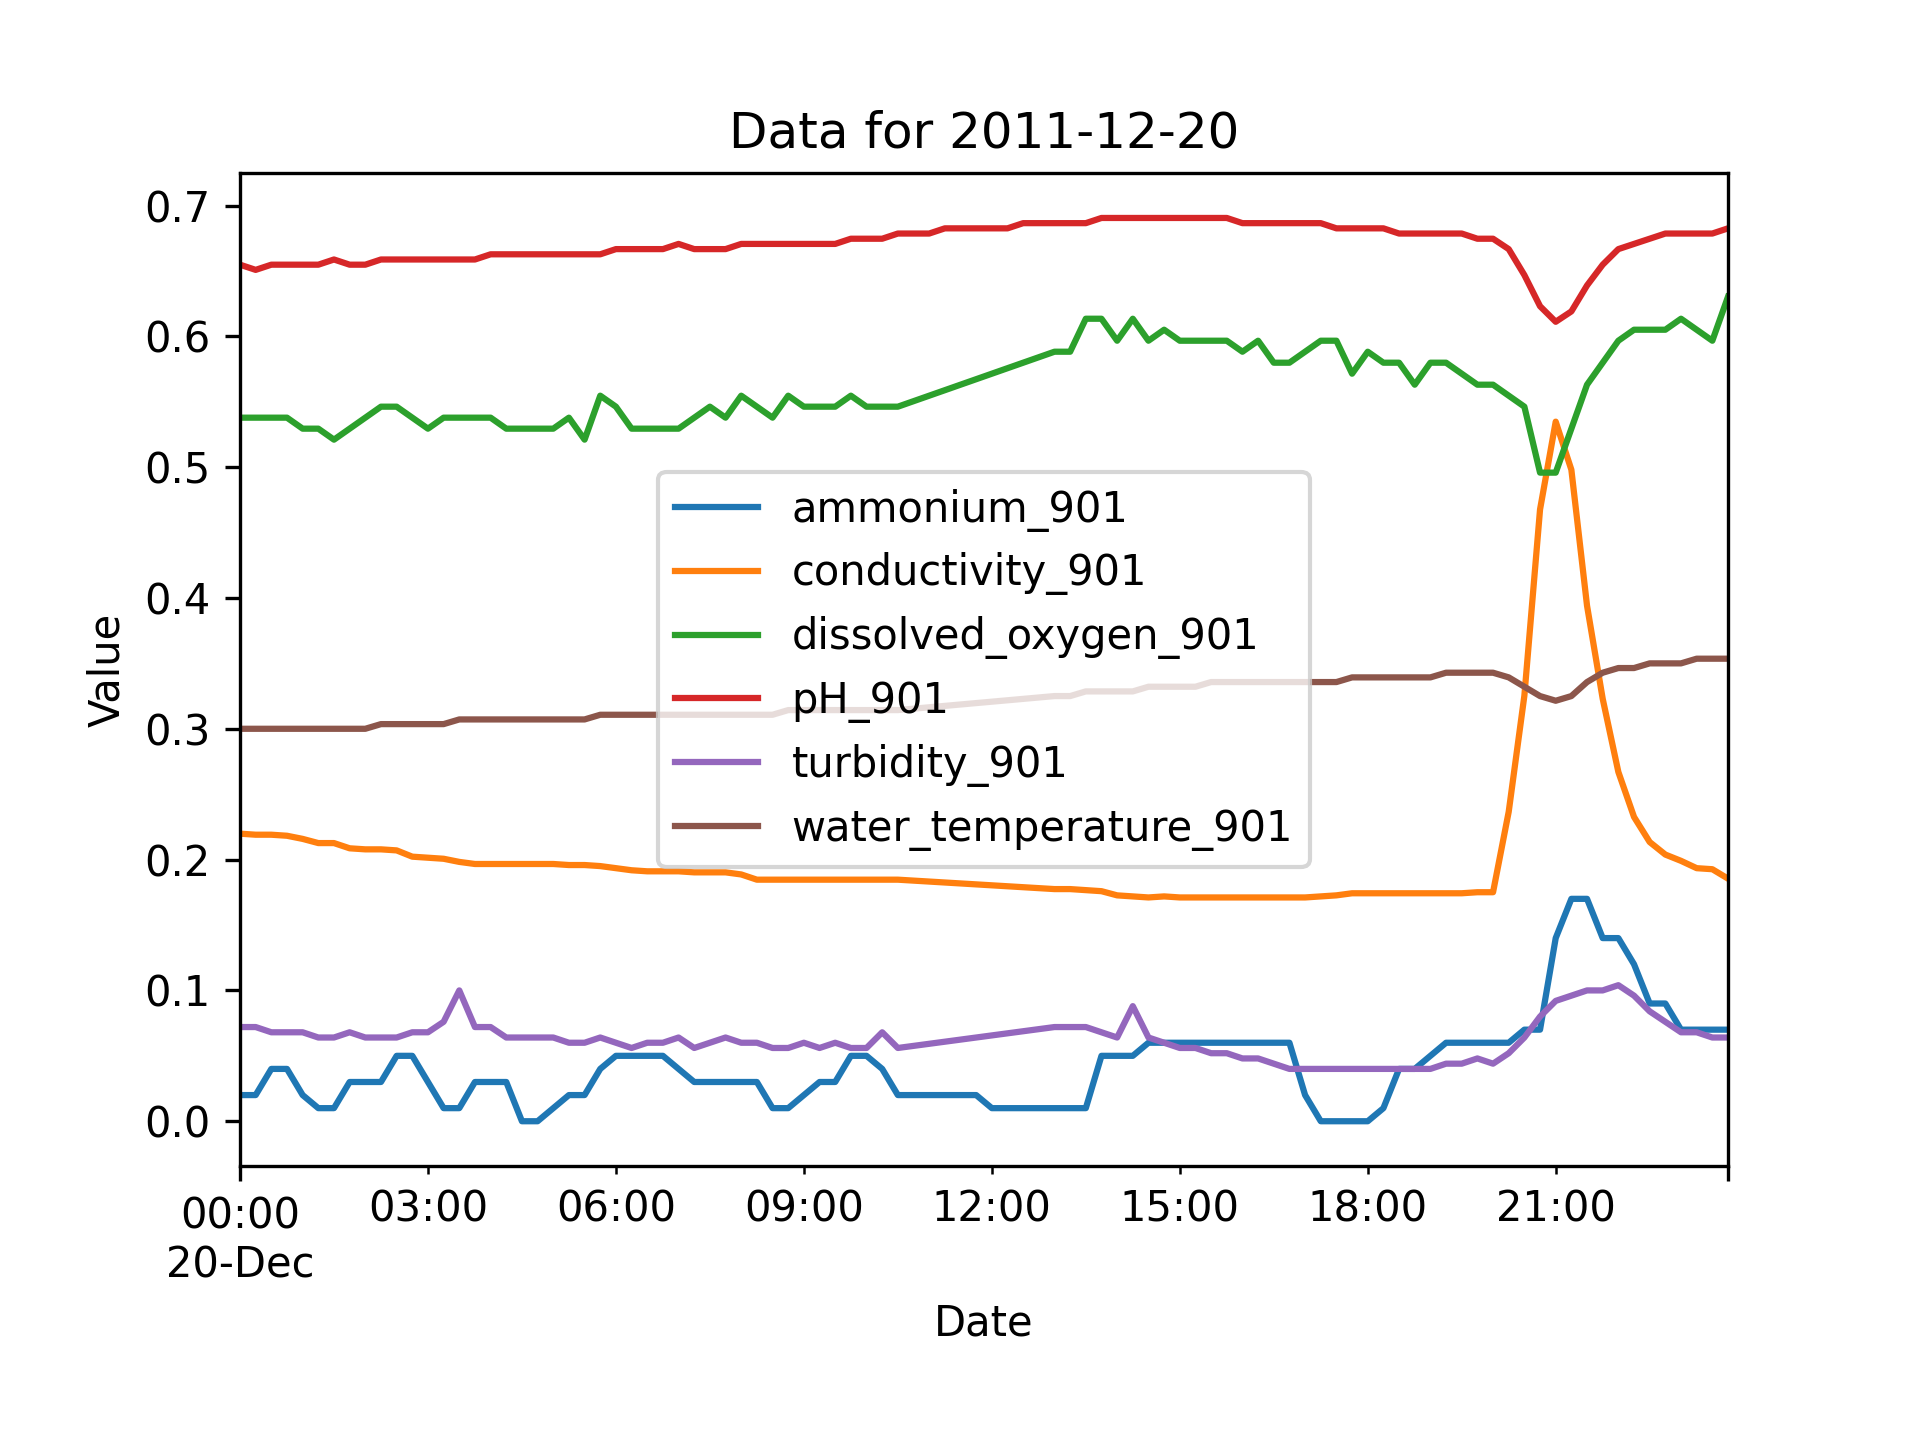 Data for 2011-12-20
0.7
0.6
0.5
0.4
0.3
0.2
0.1
0.0
Value
ammonium_901
conductivity_901
dissolved_oxygen_901
pH_901
turbidity_901
water_temperature_901
00:00 03:00 06:00 09:00 12:00 15:00 18:00 21:00
20-Dec
Date